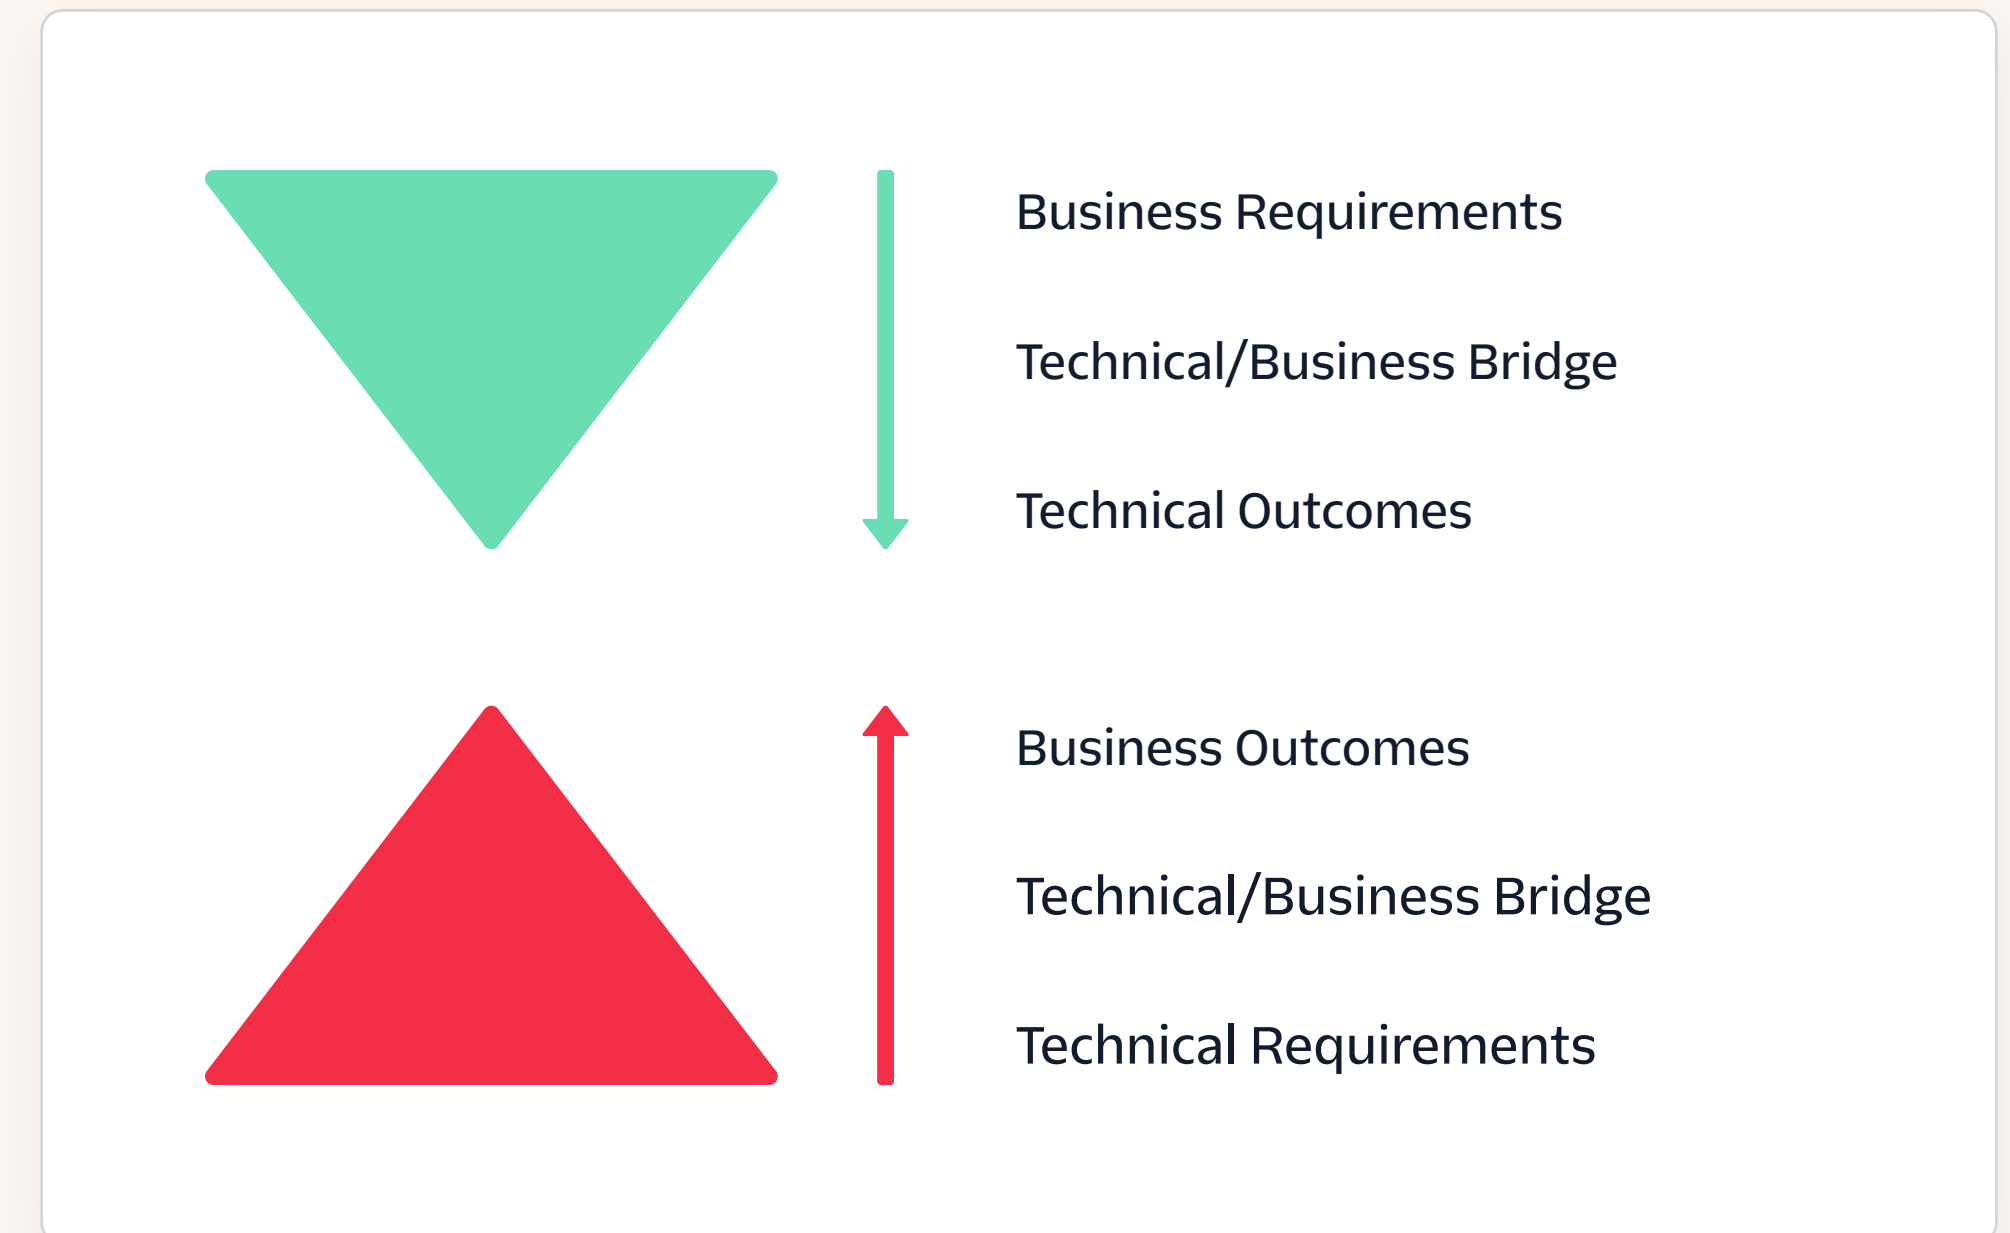 Business Requirements
Technical/Business Bridge
Technical Outcomes
Business Outcomes
Technical/Business Bridge
Technical Requirements